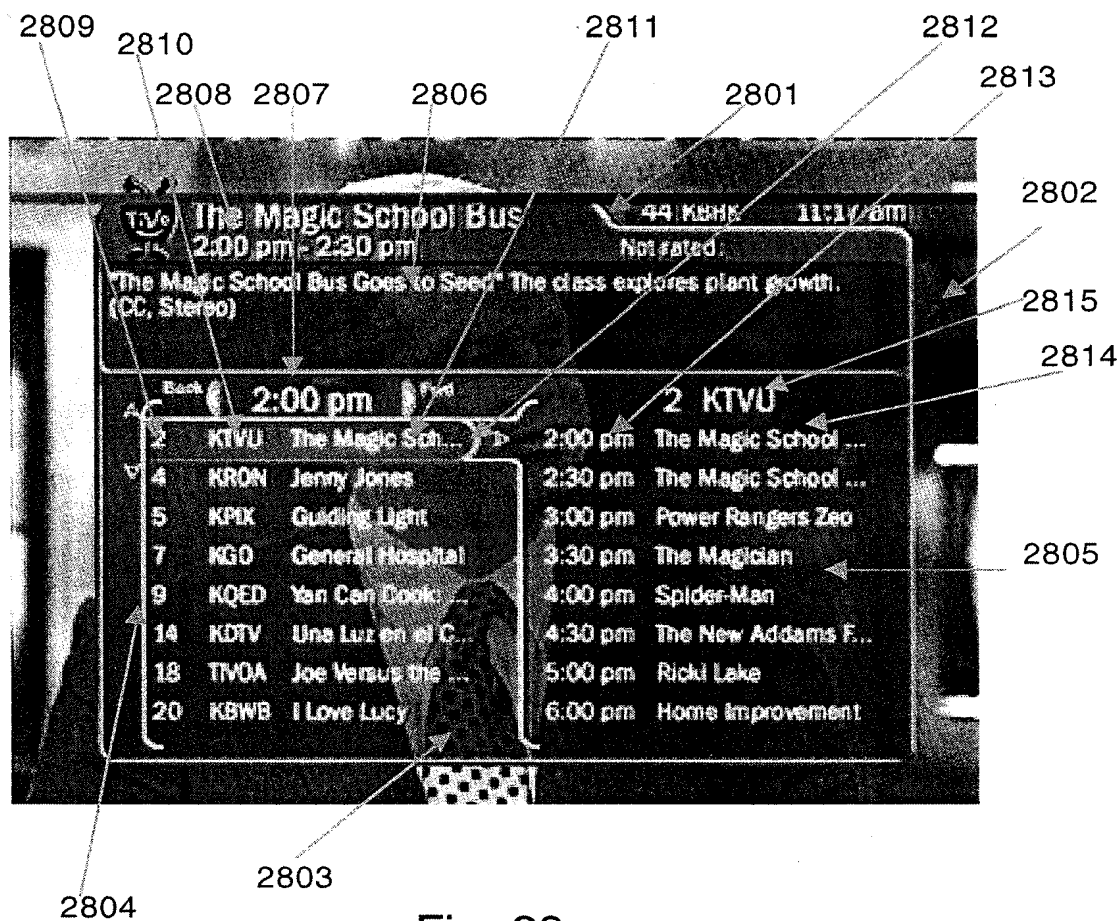 2809 2810 2811 2812
2808 2807 2806 2801 2813
2802
TiVo The Magic School Bus 44 KBHK 11:17 am
2:00 pm - 2:30 pm Not rated.
"The Magic School Bus Goes to Seed" The class explores plant growth.
(CC, Stereo)
2815
2814
Back 2:00 pm Fwd 2 KTVU
2 KTVU The Magic Sch... 2:00 pm The Magic School ...
4 KRON Jenny Jones 2:30 pm The Magic School ...
5 KPIX Guiding Light 3:00 pm Power Rangers Zeo
7 KGO General Hospital 3:30 pm The Magician
2805
9 KQED Yan Can Cook: ... 4:00 pm Spider-Man
14 KDTV Una Luz en el C... 4:30 pm The New Addams F...
18 TIVOA Joe Versus the ... 5:00 pm Ricki Lake
20 KBWB I Love Lucy 6:00 pm Home Improvement
2803
2804